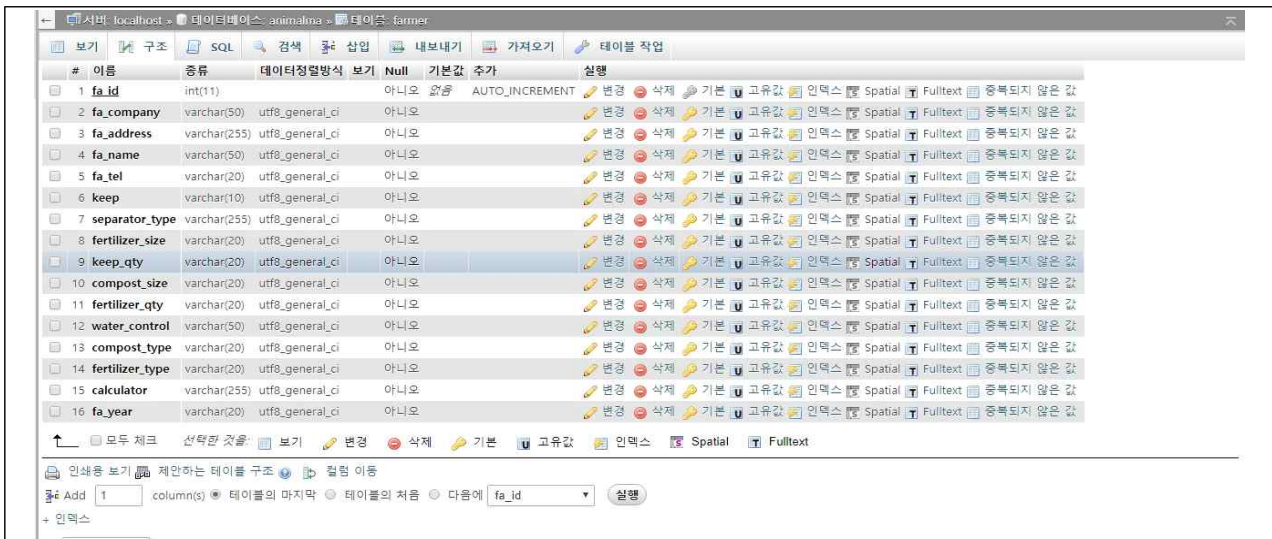 ← 서버: localhost » 데이터베이스: animalma » 테이블: farmer
보기 구조 SQL 검색 삽입 내보내기 가져오기 테이블 작업
# 이름 종류 데이터정렬방식 보기 Null 기본값 추가 실행
1 fa_id int(11) 아니오 없음 AUTO_INCREMENT 변경 삭제 기본 고유값 인덱스 Spatial Fulltext 중복되지 않은 값
2 fa_company varchar(50) utf8_general_ci 아니오 변경 삭제 기본 고유값 인덱스 Spatial Fulltext 중복되지 않은 값
3 fa_address varchar(255) utf8_general_ci 아니오 변경 삭제 기본 고유값 인덱스 Spatial Fulltext 중복되지 않은 값
4 fa_name varchar(50) utf8_general_ci 아니오 변경 삭제 기본 고유값 인덱스 Spatial Fulltext 중복되지 않은 값
5 fa_tel varchar(20) utf8_general_ci 아니오 변경 삭제 기본 고유값 인덱스 Spatial Fulltext 중복되지 않은 값
6 keep varchar(10) utf8_general_ci 아니오 변경 삭제 기본 고유값 인덱스 Spatial Fulltext 중복되지 않은 값
7 separator_type varchar(255) utf8_general_ci 아니오 변경 삭제 기본 고유값 인덱스 Spatial Fulltext 중복되지 않은 값
8 fertilizer_size varchar(20) utf8_general_ci 아니오 변경 삭제 기본 고유값 인덱스 Spatial Fulltext 중복되지 않은 값
9 keep_qty varchar(20) utf8_general_ci 아니오 변경 삭제 기본 고유값 인덱스 Spatial Fulltext 중복되지 않은 값
10 compost_size varchar(20) utf8_general_ci 아니오 변경 삭제 기본 고유값 인덱스 Spatial Fulltext 중복되지 않은 값
11 fertilizer_qty varchar(20) utf8_general_ci 아니오 변경 삭제 기본 고유값 인덱스 Spatial Fulltext 중복되지 않은 값
12 water_control varchar(50) utf8_general_ci 아니오 변경 삭제 기본 고유값 인덱스 Spatial Fulltext 중복되지 않은 값
13 compost_type varchar(20) utf8_general_ci 아니오 변경 삭제 기본 고유값 인덱스 Spatial Fulltext 중복되지 않은 값
14 fertilizer_type varchar(20) utf8_general_ci 아니오 변경 삭제 기본 고유값 인덱스 Spatial Fulltext 중복되지 않은 값
15 calculator varchar(255) utf8_general_ci 아니오 변경 삭제 기본 고유값 인덱스 Spatial Fulltext 중복되지 않은 값
16 fa_year varchar(20) utf8_general_ci 아니오 변경 삭제 기본 고유값 인덱스 Spatial Fulltext 중복되지 않은 값
모두 체크 선택한 것을: 보기 변경 삭제 기본 고유값 인덱스 Spatial Fulltext
인쇄용 보기 제안하는 테이블 구조 컬럼 이동
Add 1 column(s) 테이블의 마지막 테이블의 처음 다음에 fa_id 실행
+ 인덱스